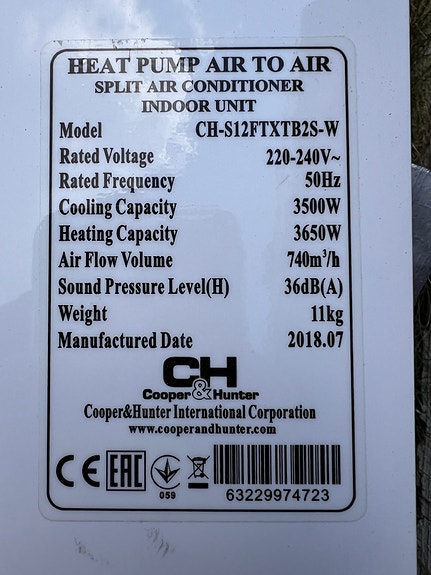 HEAT PUMP AIR TO AIR
SPLIT AIR CONDITIONER
INDOOR UNIT
Model CH-S12FTXTB2S-W
Rated Voltage 220-240V~
Rated Frequency 50Hz
Cooling Capacity 3500W
Heating Capacity 3650W
Air Flow Volume 740m³/h
Sound Pressure Level(H) 36dB(A)
Weight 11kg
Manufactured Date 2018.07
CH
Cooper&Hunter
Cooper&Hunter International Corporation
www.cooperandhunter.com
CE EAC
059
63229974723